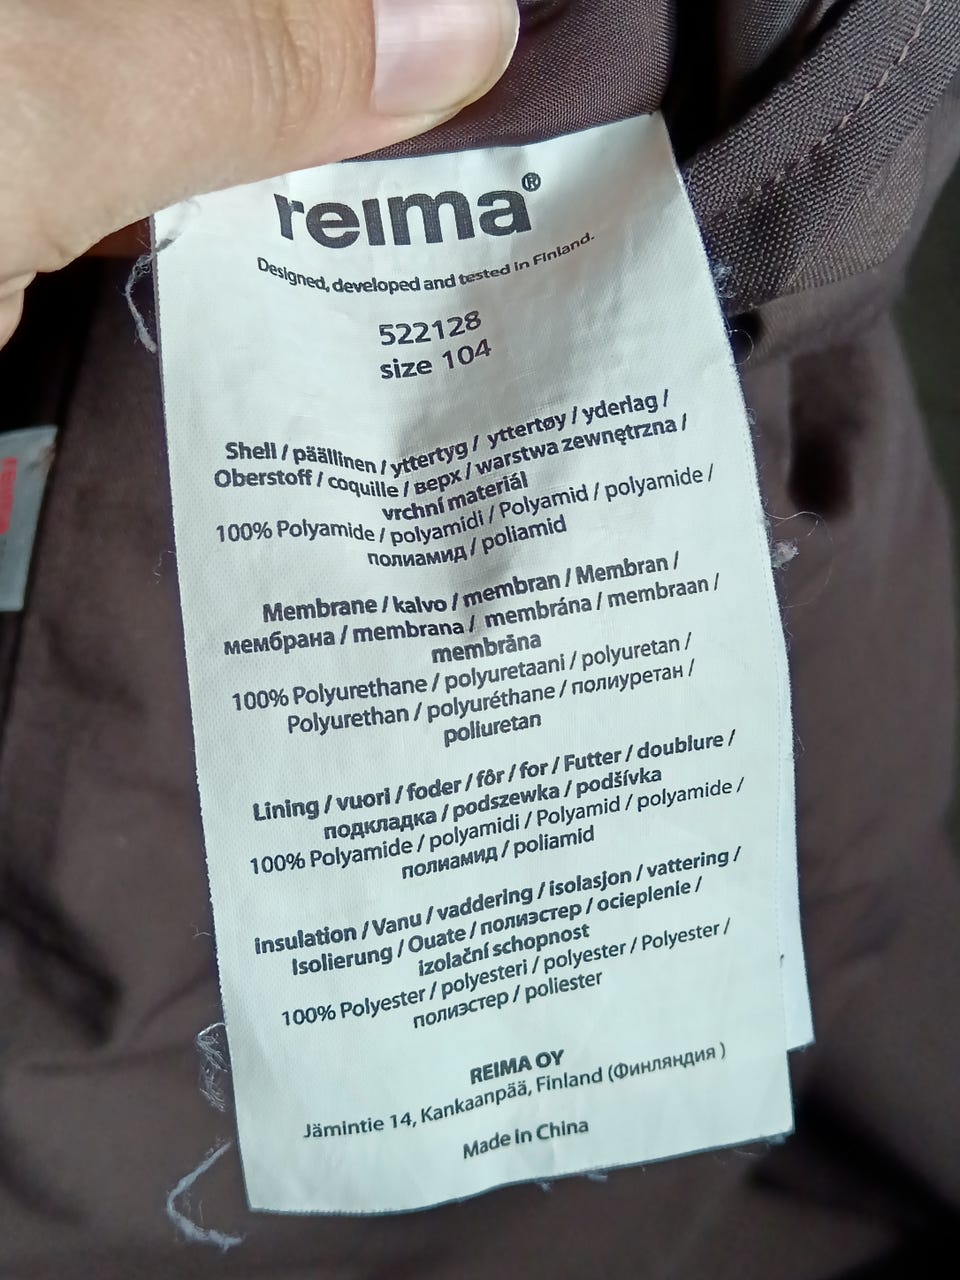 reima®
Designed, developed and tested in Finland.
522128
size 104
Shell / päällinen / yttertyg / yttertøy / yderlag /
Oberstoff / coquille / верх / warstwa zewnętrzna /
vrchní materiál
100% Polyamide / polyamidi / Polyamid / polyamide /
полиамид / poliamid
Membrane / kalvo / membran / Membran /
мембрана / membrana / membrána / membraan /
membrāna
100% Polyurethane / polyuretaani / polyuretan /
Polyurethan / polyuréthane / полиуретан /
poliuretan
Lining / vuori / foder / fôr / for / Futter / doublure /
подкладка / podszewka / podšívka
100% Polyamide / polyamidi / Polyamid / polyamide /
полиамид / poliamid
insulation / Vanu / vaddering / isolasjon / vattering /
Isolierung / Ouate / полиэстер / ocieplenie /
izolační schopnost
100% Polyester / polyesteri / polyester / Polyester /
полиэстер / poliester
REIMA OY
Jämintie 14, Kankaanpää, Finland (Финляндия )
Made in China